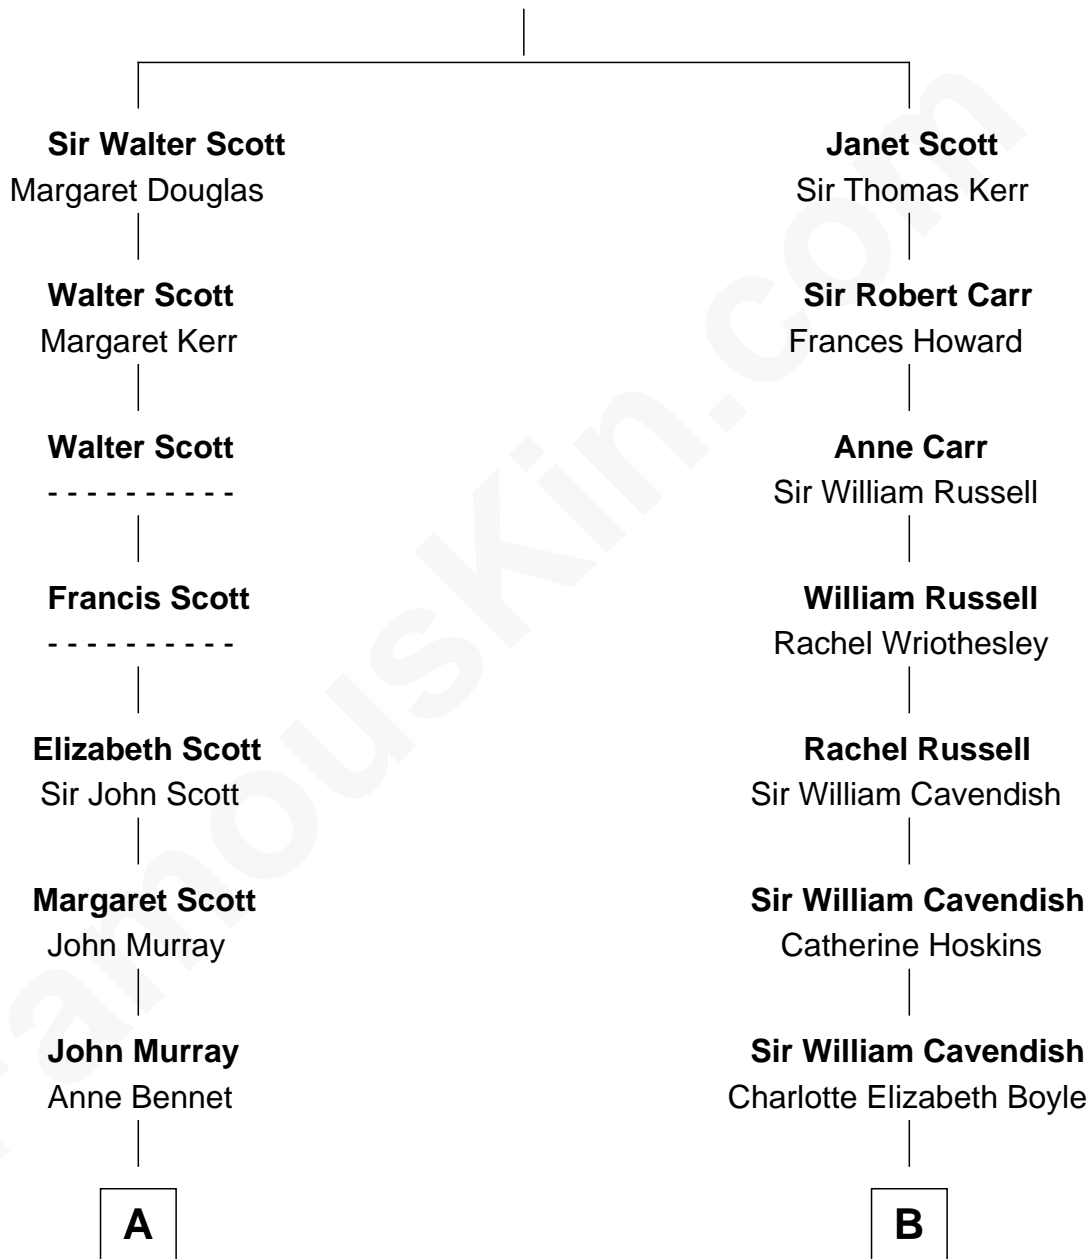 Sir Walter Scott
Margaret Douglas
Walter Scott
Margaret Kerr
Walter Scott
- - - - - - - - - -
Francis Scott
- - - - - - - - - -
Elizabeth Scott
Sir John Scott
Margaret Scott
John Murray
John Murray
Anne Bennet
A
Janet Scott
Sir Thomas Kerr
Sir Robert Carr
Frances Howard
Anne Carr
Sir William Russell
William Russell
Rachel Wriothesley
Rachel Russell
Sir William Cavendish
Sir William Cavendish
Catherine Hoskins
Sir William Cavendish
Charlotte Elizabeth Boyle
B
FamousKin.com